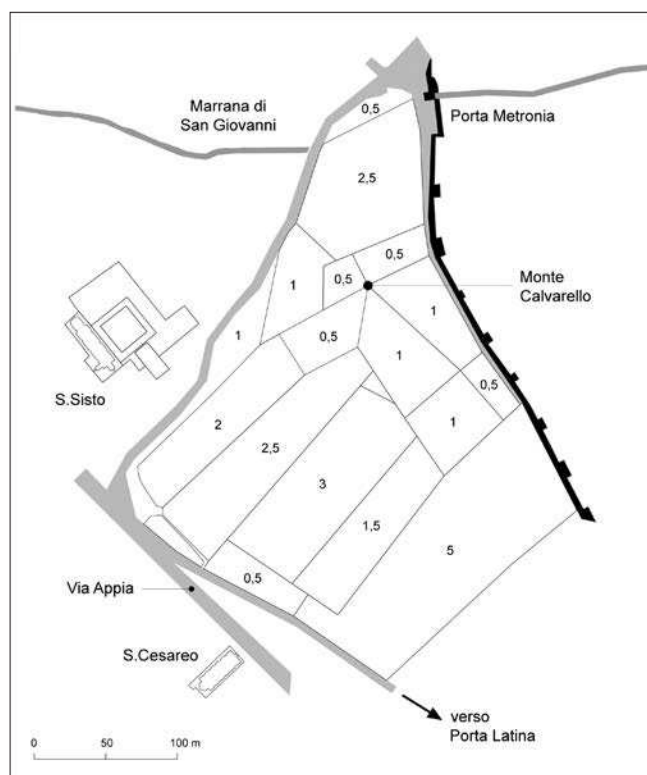 0,5
Marrana di
San Giovanni
Porta Metronia
2,5
0,5
0,5
1
Monte
Calvarello
1
1
0,5
1
0,5
S.Sisto
2
1
2,5
3
1,5
5
0,5
Via Appia
S.Cesareo
verso
Porta Latina
0 50 100 m